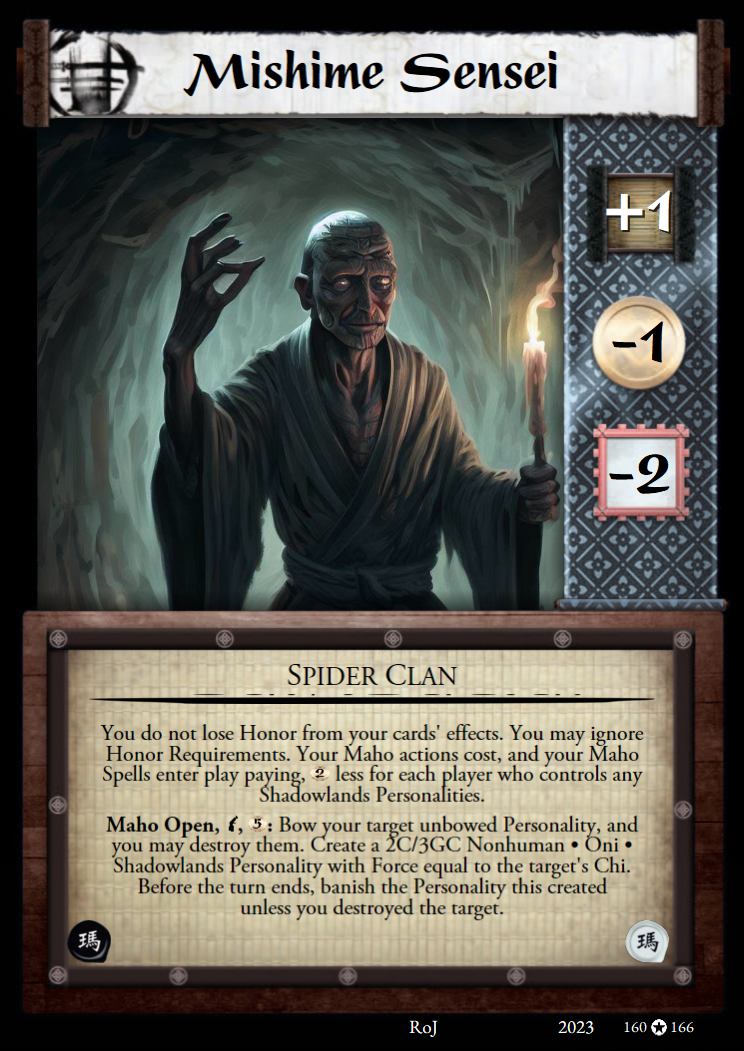 Mishime Sensei
+1
-1
-2
SPIDER CLAN
You do not lose Honor from your cards' effects. You may ignore
Honor Requirements. Your Maho actions cost, and your Maho
Spells enter play paying, 2 less for each player who controls any
Shadowlands Personalities.
Maho Open, , 5: Bow your target unbowed Personality, and
you may destroy them. Create a 2C/3GC Nonhuman • Oni •
Shadowlands Personality with Force equal to the target's Chi.
Before the turn ends, banish the Personality this created
unless you destroyed the target.
瑪 瑪
RoJ 2023 160 166